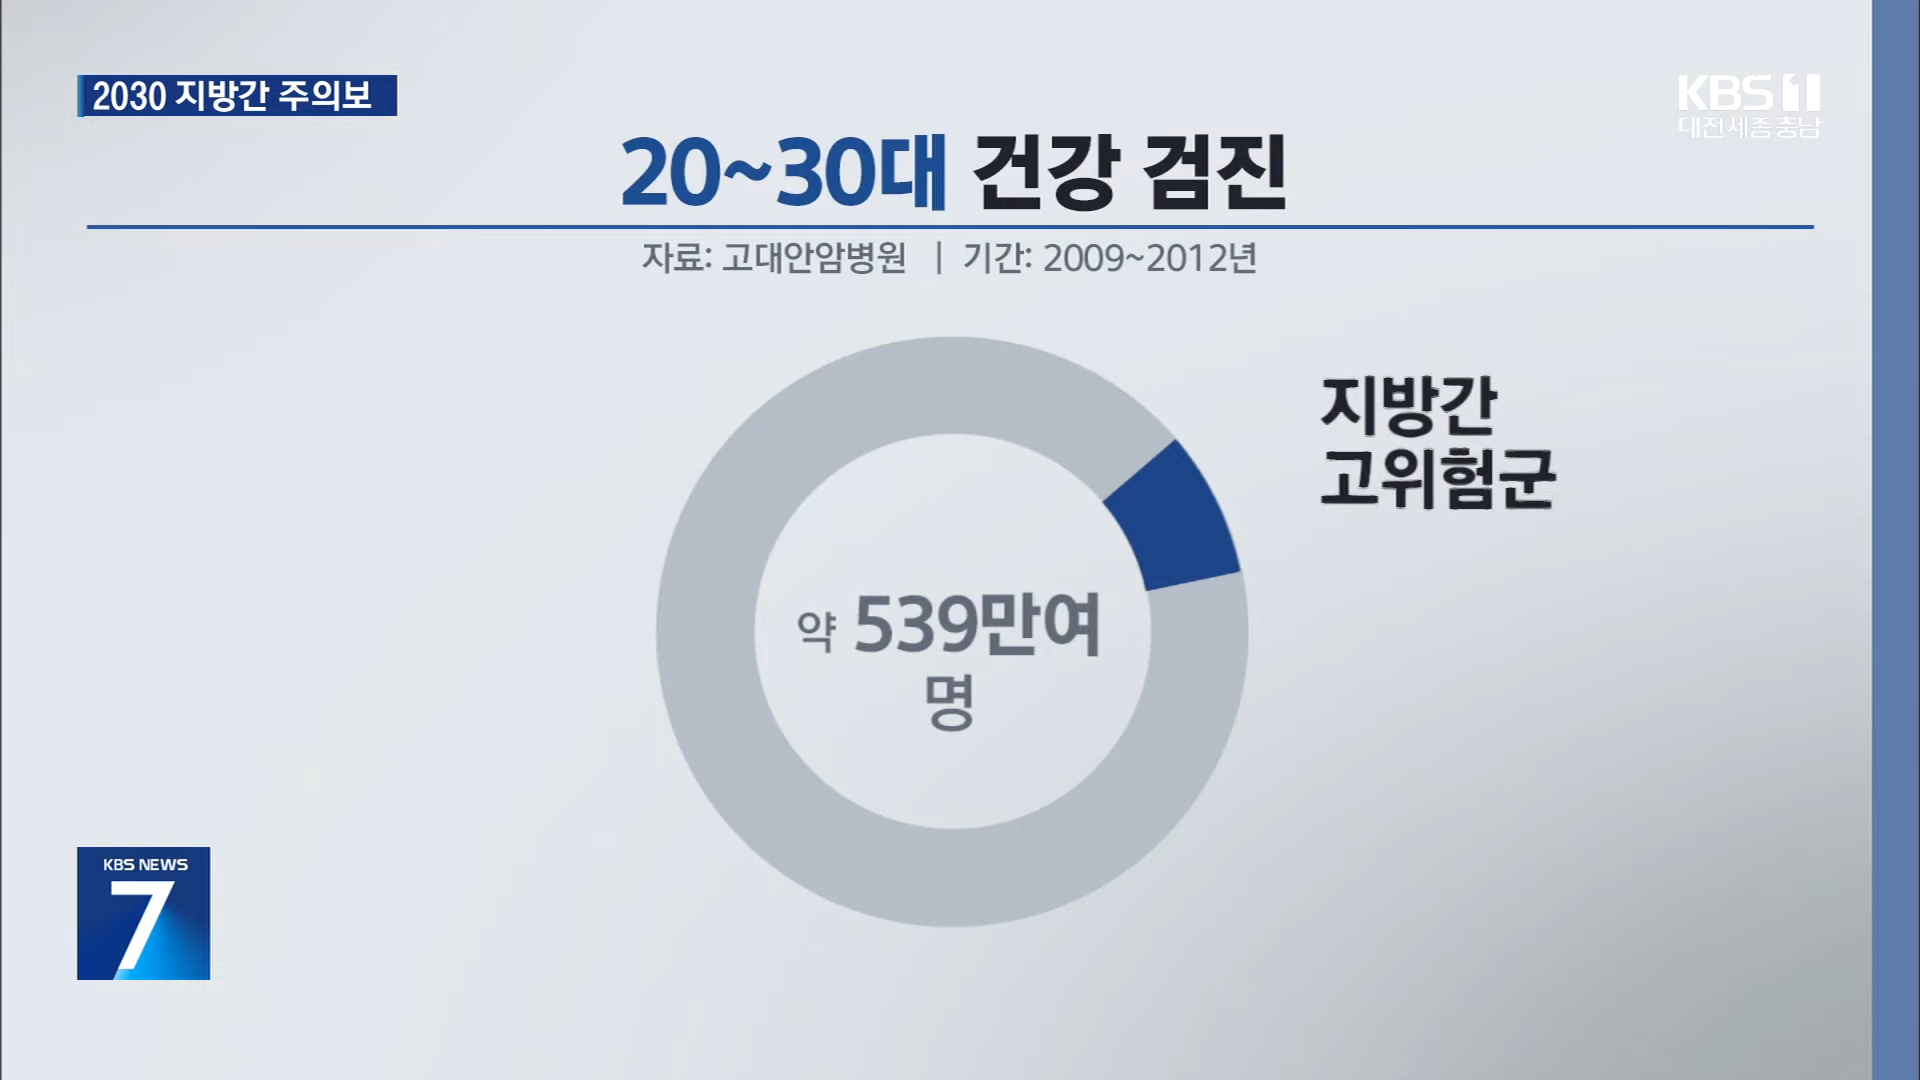 2030 지방간 주의보
KBS 1
대전 세종 충남
20~30대 건강 검진
자료: 고대안암병원 | 기간: 2009~2012년
지방간
고위험군
약 539만여
명
KBS NEWS
7